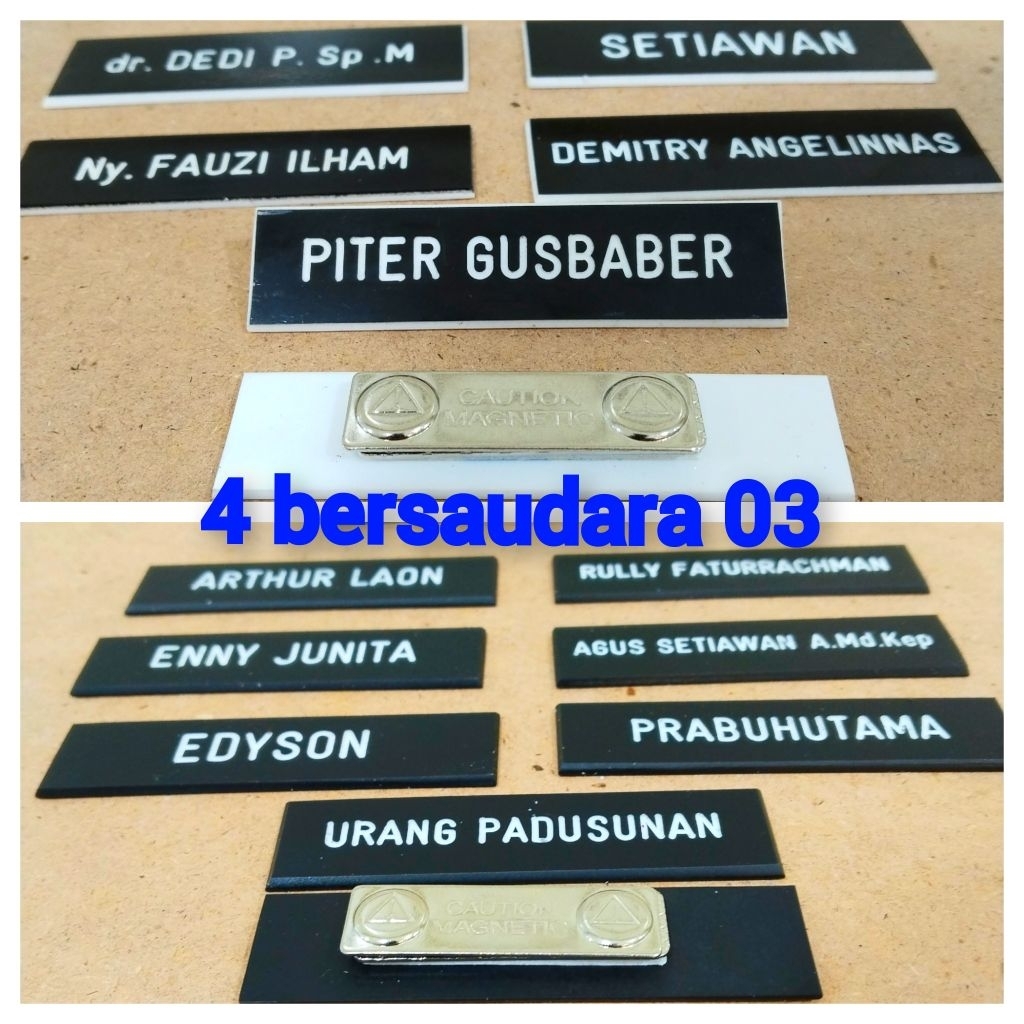 dr. DEDI P. Sp .M
SETIAWAN
Ny. FAUZI ILHAM
DEMITRY ANGELINNAS
PITER GUSBABER
CAUTION
MAGNETIC
4 bersaudara 03
ARTHUR LAON
RULLY FATURRACHMAN
ENNY JUNITA
AGUS SETIAWAN A.Md.Kep
EDYSON
PRABUHUTAMA
URANG PADUSUNAN
CAUTION
MAGNETIC